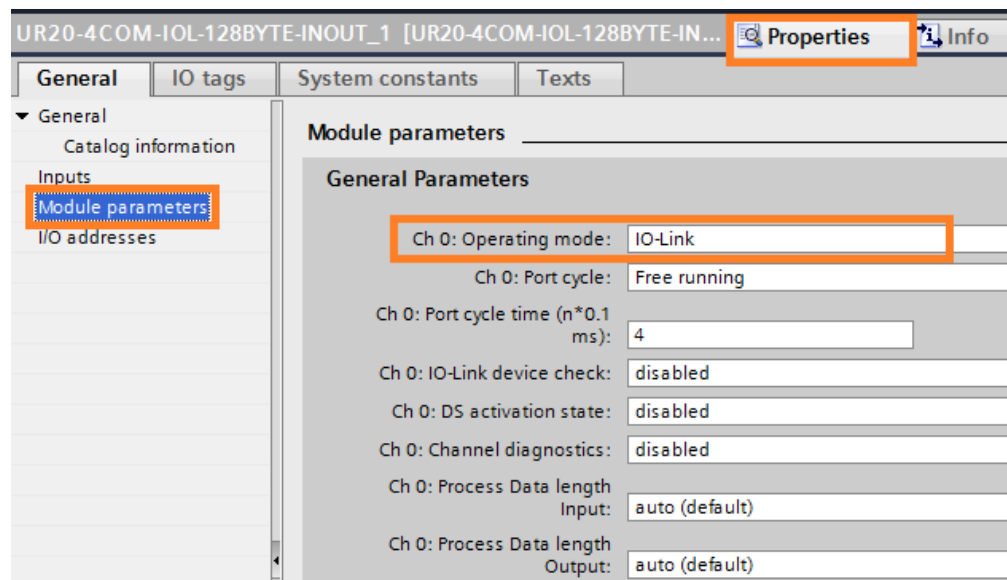 UR20-4COM-IOL-128BYTE-INOUT_1 [UR20-4COM-IOL-128BYTE-IN... Properties Info
General IO tags System constants Texts
General
Catalog information
Inputs
Module parameters
I/O addresses
Module parameters
General Parameters
Ch 0: Operating mode: IO-Link
Ch 0: Port cycle: Free running
Ch 0: Port cycle time (n*0.1
ms): 4
Ch 0: IO-Link device check: disabled
Ch 0: DS activation state: disabled
Ch 0: Channel diagnostics: disabled
Ch 0: Process Data length
Input: auto (default)
Ch 0: Process Data length
Output: auto (default)